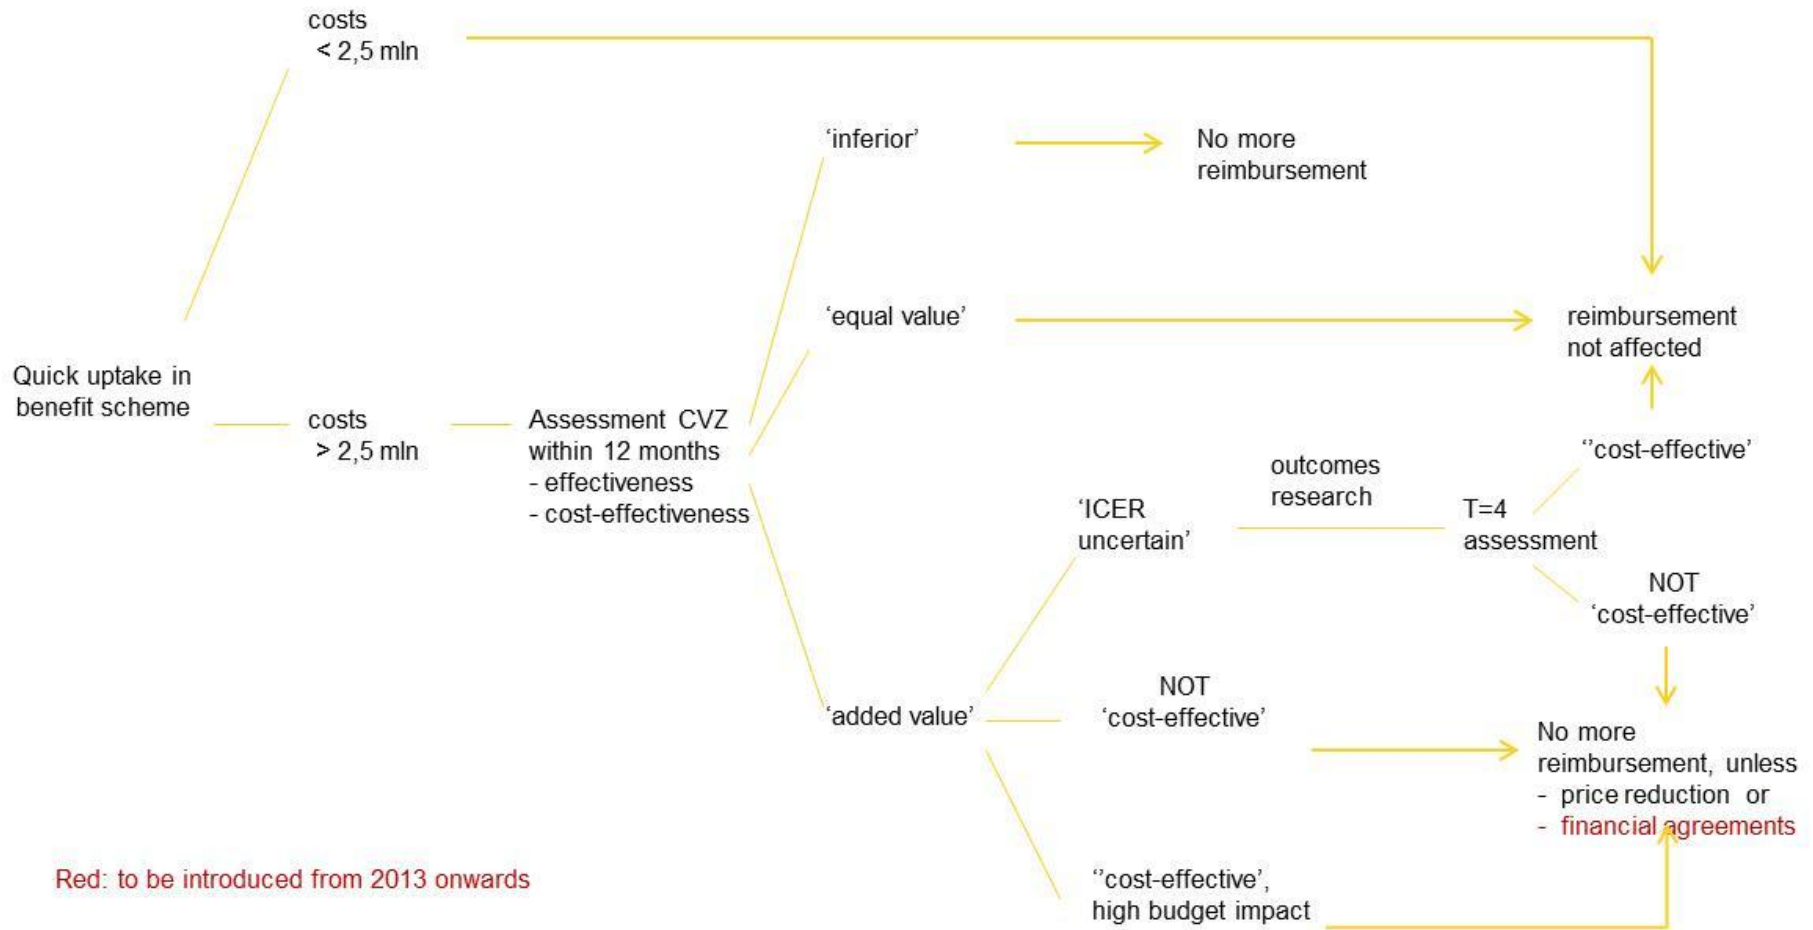 costs
< 2,5 mln
‘inferior’
No more
reimbursement
‘equal value’
reimbursement
not affected
Quick uptake in
benefit scheme
costs
> 2,5 mln
Assessment CVZ
within 12 months
- effectiveness
- cost-effectiveness
‘’cost-effective’
outcomes
research
‘ICER
uncertain’
T=4
assessment
NOT
‘cost-effective’
‘added value’
NOT
‘cost-effective’
No more
reimbursement, unless
- price reduction or
- financial agreements
Red: to be introduced from 2013 onwards
‘’cost-effective’,
high budget impact